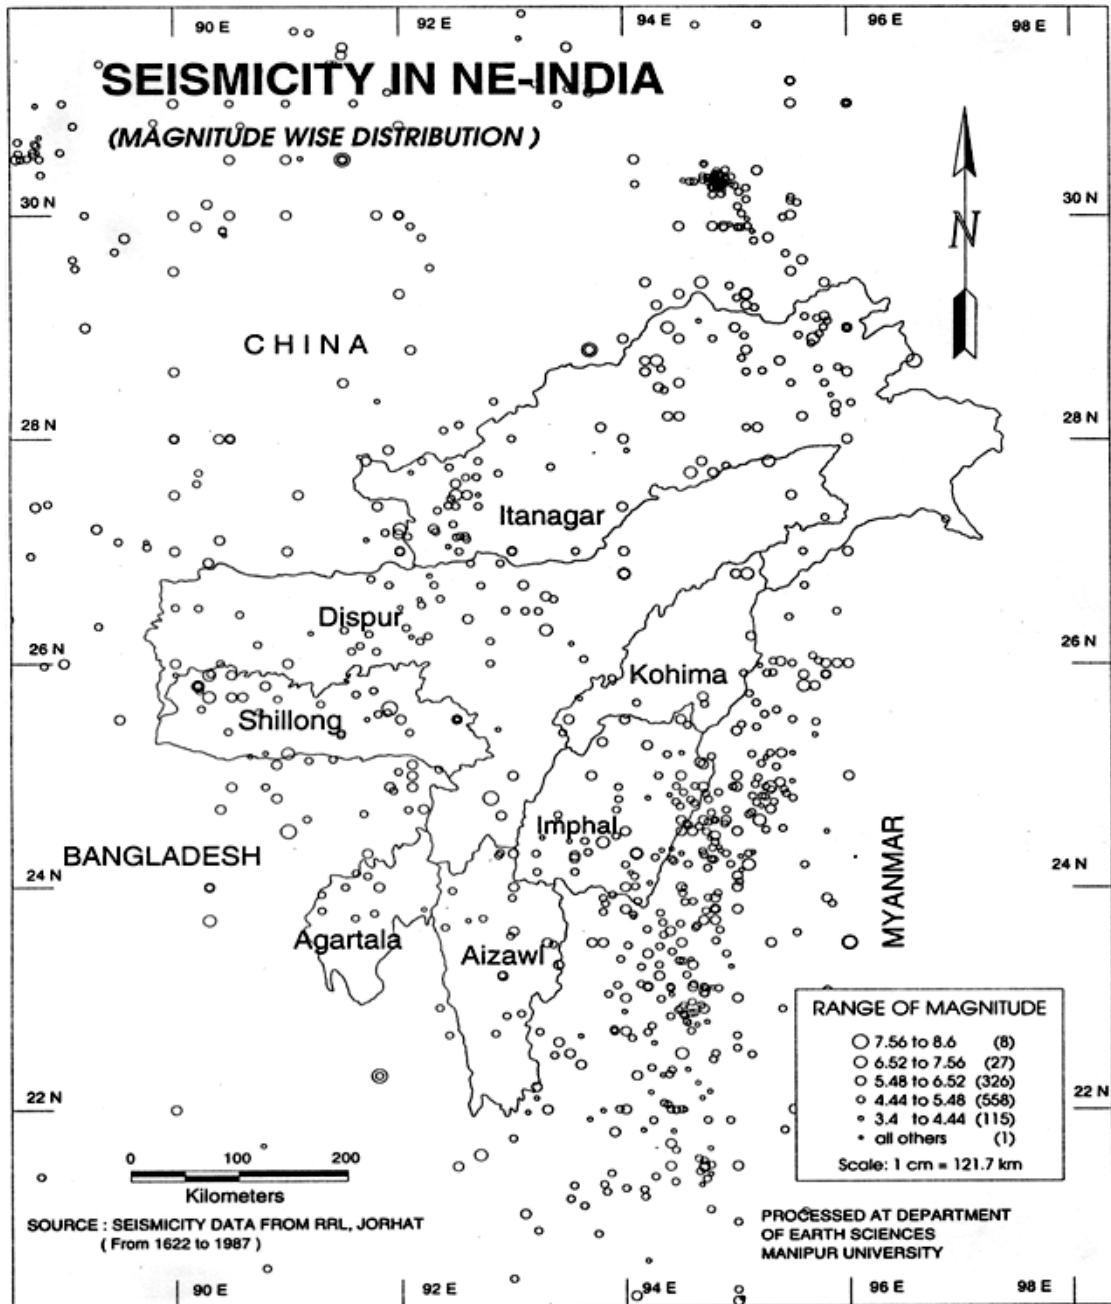 90 E 92 E 94 E 96 E 98 E
SEISMICITY IN NE-INDIA
(MAGNITUDE WISE DISTRIBUTION )
30 N 30 N
N
CHINA
28 N 28 N
Itanagar
Dispur
26 N 26 N
Kohima
Shillong
Imphal
BANGLADESH
MYANMAR
24 N 24 N
Agartala
Aizawl
RANGE OF MAGNITUDE
7.56 to 8.6 (8)
6.52 to 7.56 (27)
5.48 to 6.52 (326)
4.44 to 5.48 (558)
3.4 to 4.44 (115)
all others (1)
Scale: 1 cm = 121.7 km
22 N 22 N
0 100 200
Kilometers
SOURCE : SEISMICITY DATA FROM RRL, JORHAT
( From 1622 to 1987 )
PROCESSED AT DEPARTMENT
OF EARTH SCIENCES
MANIPUR UNIVERSITY
90 E 92 E 94 E 96 E 98 E